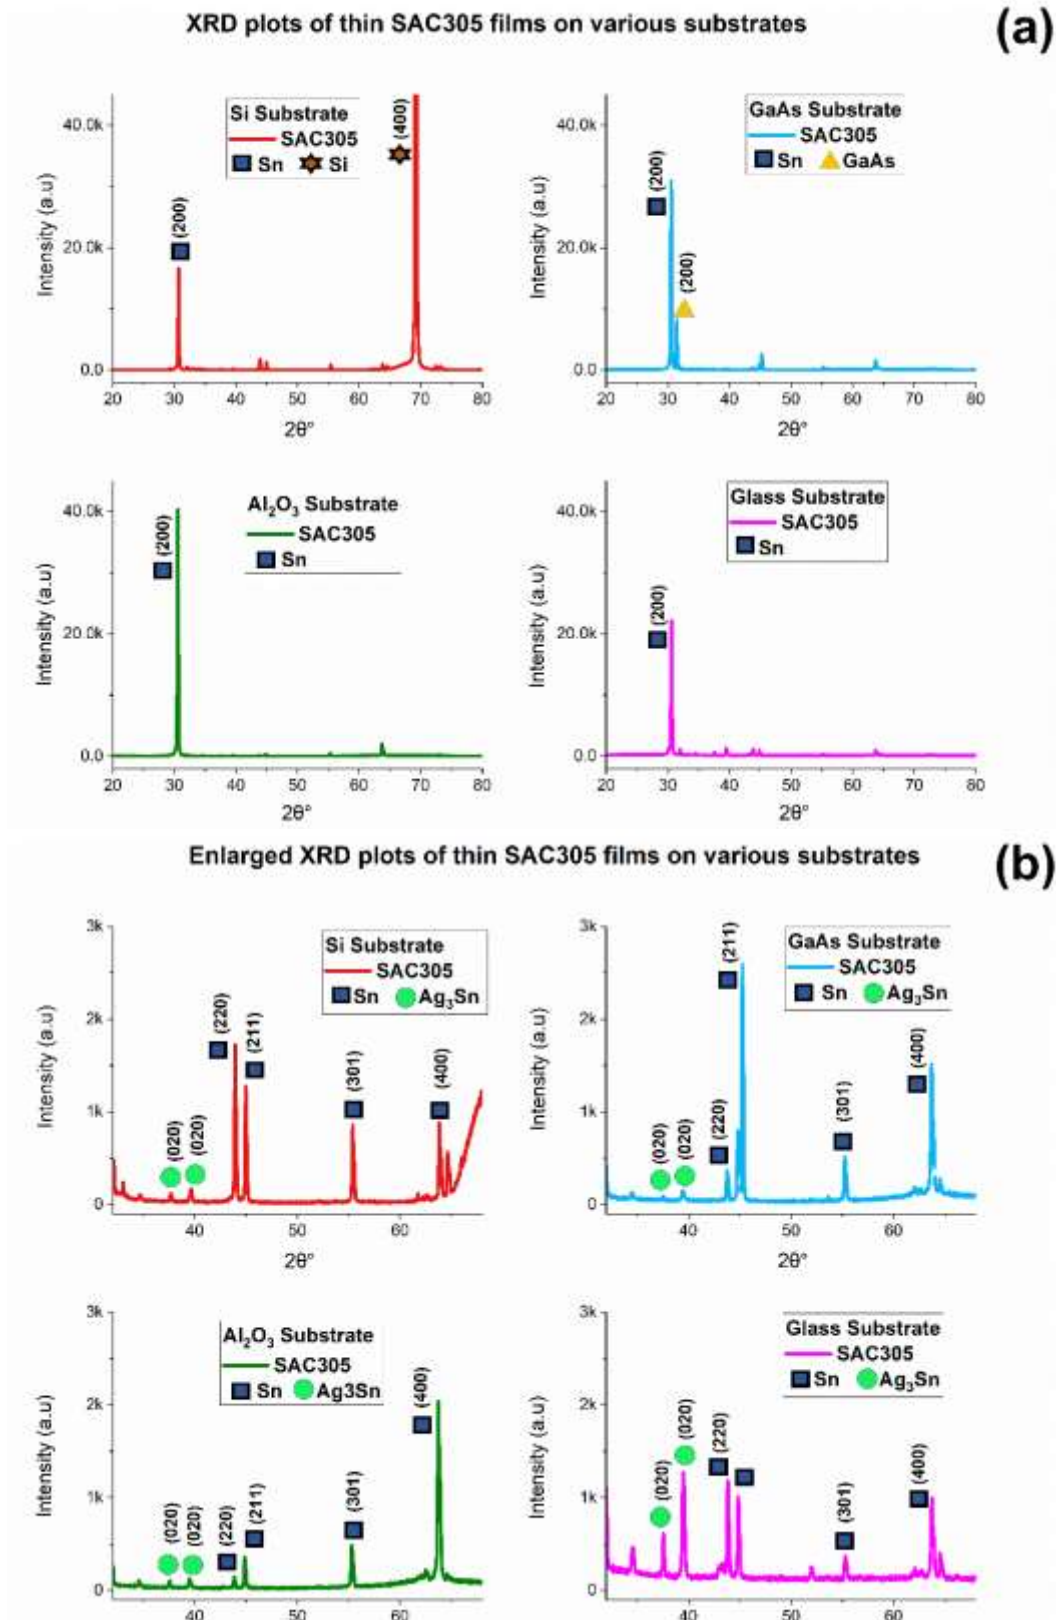 XRD plots of thin SAC305 films on various substrates
(a)
Si Substrate
SAC305
Sn Si
(200)
(400)
40.0k
20.0k
0.0
Intensity (a.u)
20 30 40 50 60 70 80
2θ°
GaAs Substrate
SAC305
Sn GaAs
(200)
(200)
40.0k
20.0k
0.0
Intensity (a.u)
20 30 40 50 60 70 80
2θ°
Al₂O₃ Substrate
SAC305
Sn
(200)
40.0k
20.0k
0.0
Intensity (a.u)
20 30 40 50 60 70 80
2θ°
Glass Substrate
SAC305
Sn
(200)
40.0k
20.0k
0.0
Intensity (a.u)
20 30 40 50 60 70 80
2θ°
Enlarged XRD plots of thin SAC305 films on various substrates
(b)
Si Substrate
SAC305
Sn Ag₃Sn
(020)
(020)
(220)
(211)
(301)
(400)
3k
2k
1k
0
Intensity (a.u)
40 50 60
2θ°
GaAs Substrate
SAC305
Sn Ag₃Sn
(020)
(020)
(220)
(211)
(301)
(400)
3k
2k
1k
0
Intensity (a.u)
40 50 60
2θ°
Al₂O₃ Substrate
SAC305
Sn Ag3Sn
(020)
(020)
(220)
(211)
(301)
(400)
3k
2k
1k
0
Intensity (a.u)
40 50 60
Glass Substrate
SAC305
Sn Ag₃Sn
(020)
(020)
(220)
(301)
(400)
3k
2k
1k
0
Intensity (a.u)
40 50 60